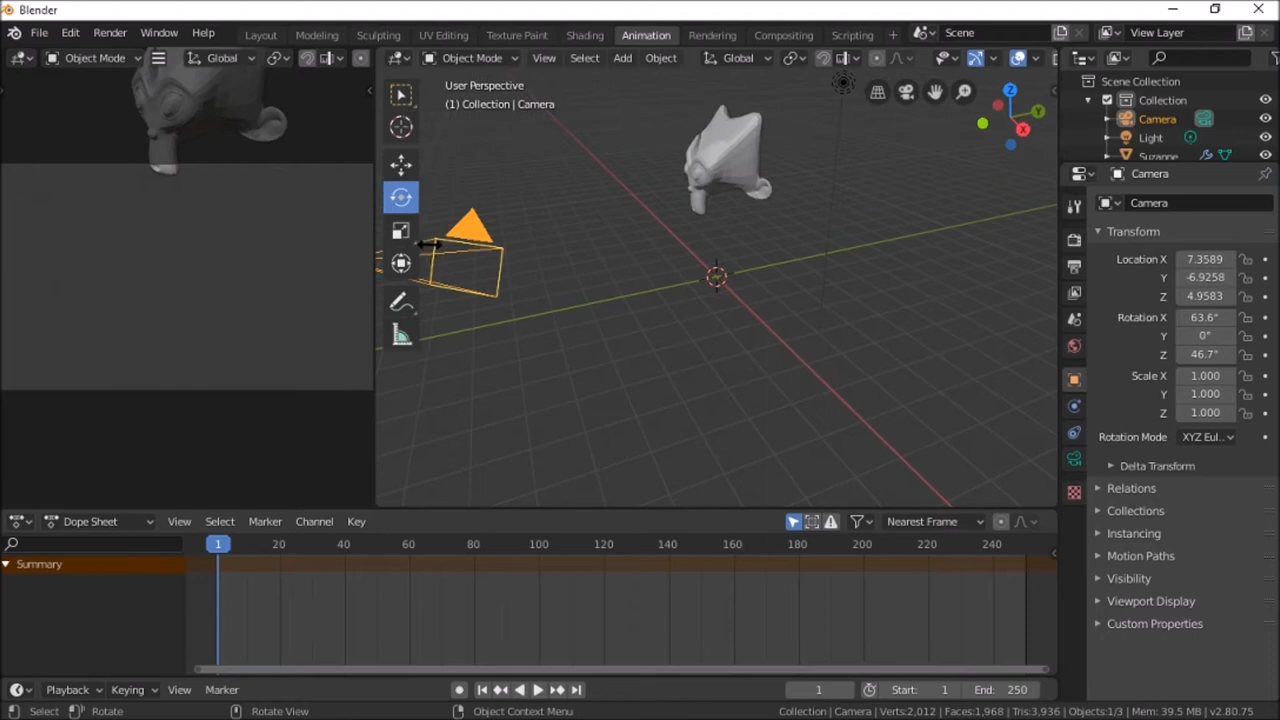 Blender
File Edit Render Window Help Layout Modeling Sculpting UV Editing Texture Paint Shading Animation Rendering Compositing Scripting + Scene View Layer
Object Mode Global Object Mode View Select Add Object Global
User Perspective
(1) Collection | Camera
Z
Y
X
Scene Collection
Collection
Camera
Light
Suzanne
Camera
Camera
Transform
Location X 7.3589
Y -6.9258
Z 4.9583
Rotation X 63.6°
Y 0°
Z 46.7°
Scale X 1.000
Y 1.000
Z 1.000
Rotation Mode XYZ Eul..
Delta Transform
Relations
Collections
Instancing
Motion Paths
Visibility
Viewport Display
Custom Properties
Dope Sheet View Select Marker Channel Key Nearest Frame
1 20 40 60 80 100 120 140 160 180 200 220 240
Summary
Playback Keying View Marker 1 Start: 1 End: 250
Select Rotate Rotate View Object Context Menu Collection | Camera | Verts:2,012 | Faces:1,968 | Tris:3,936 | Objects:1/3 | Mem: 39.5 MB | v2.80.75